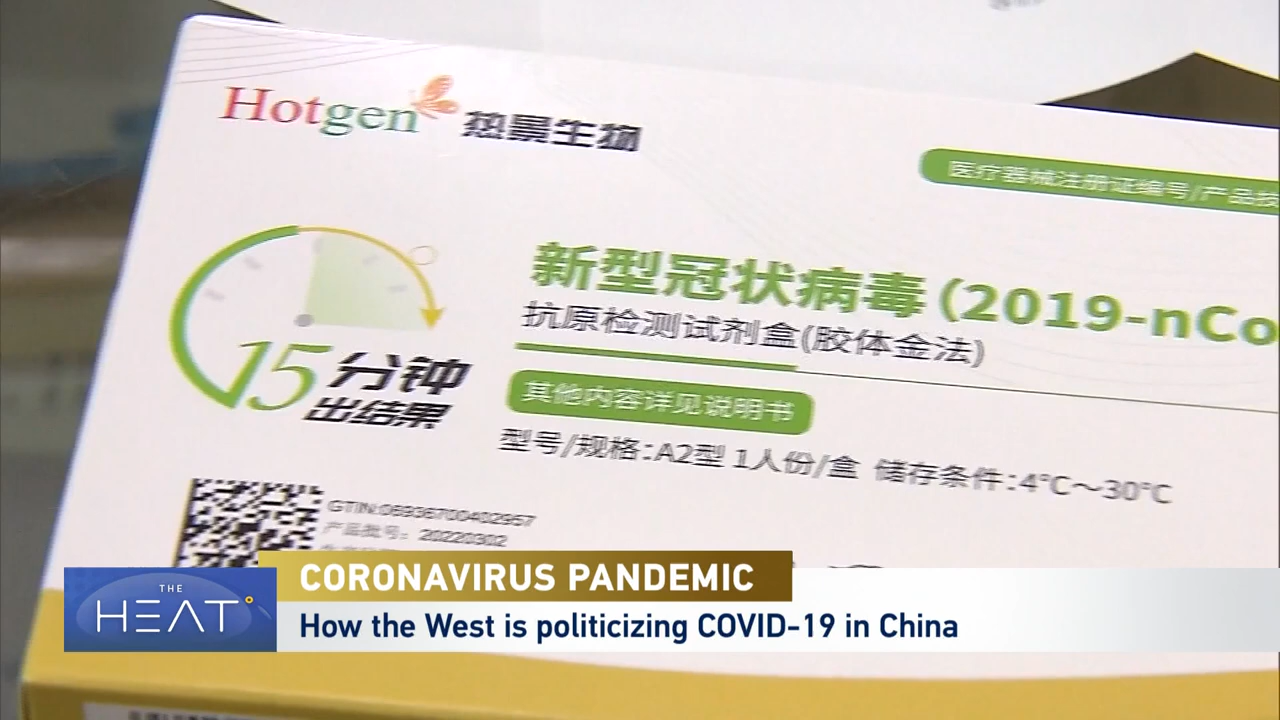 Hotgen 热景生物
医疗器械注册证编号/产品技
新型冠状病毒(2019-nCo
抗原检测试剂盒(胶体金法)
15分钟
出结果
其他内容详见说明书
型号/规格:A2型 1人份/盒 储存条件:4℃～30℃
GTIN:06936700402957
产品批号: 20220302
CORONAVIRUS PANDEMIC
THE
HEAT
How the West is politicizing COVID-19 in China